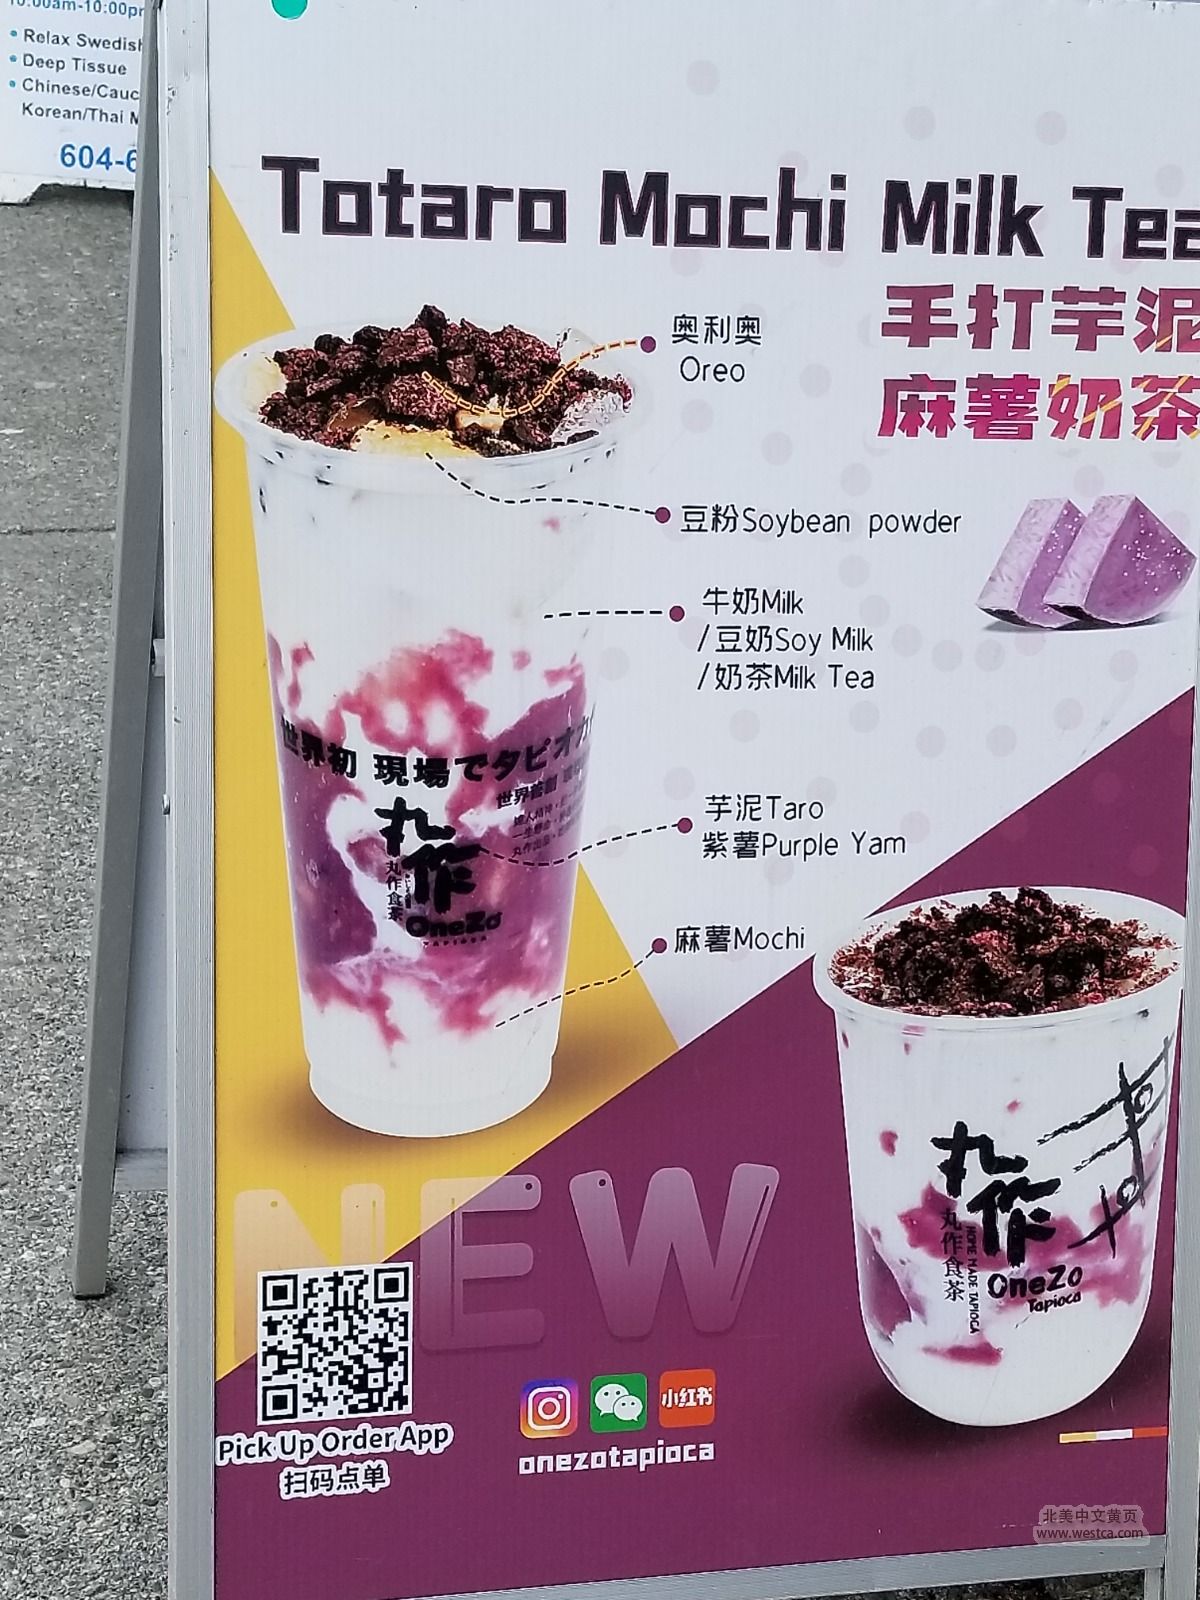 10:00am-10:00p
• Relax Swedish
• Deep Tissue
• Chinese/Cauc
Korean/Thai M
604-6
Totaro Mochi Milk Tea
手打芋泥
麻薯奶茶
奥利奥
Oreo
豆粉Soybean powder
牛奶Milk
/豆奶Soy Milk
/奶茶Milk Tea
世界初 現場でタピオカ
世界首創
芋泥Taro
紫薯Purple Yam
丸作
丸作食茶
OneZo
TAPIOCA
麻薯Mochi
丸作
丸作食茶
HOME MADE TAPIOCA
OneZo
Tapioca
NEW
小红书
Pick Up Order App
扫码点单
onezotapioca
北美中文黄页
www.westca.com